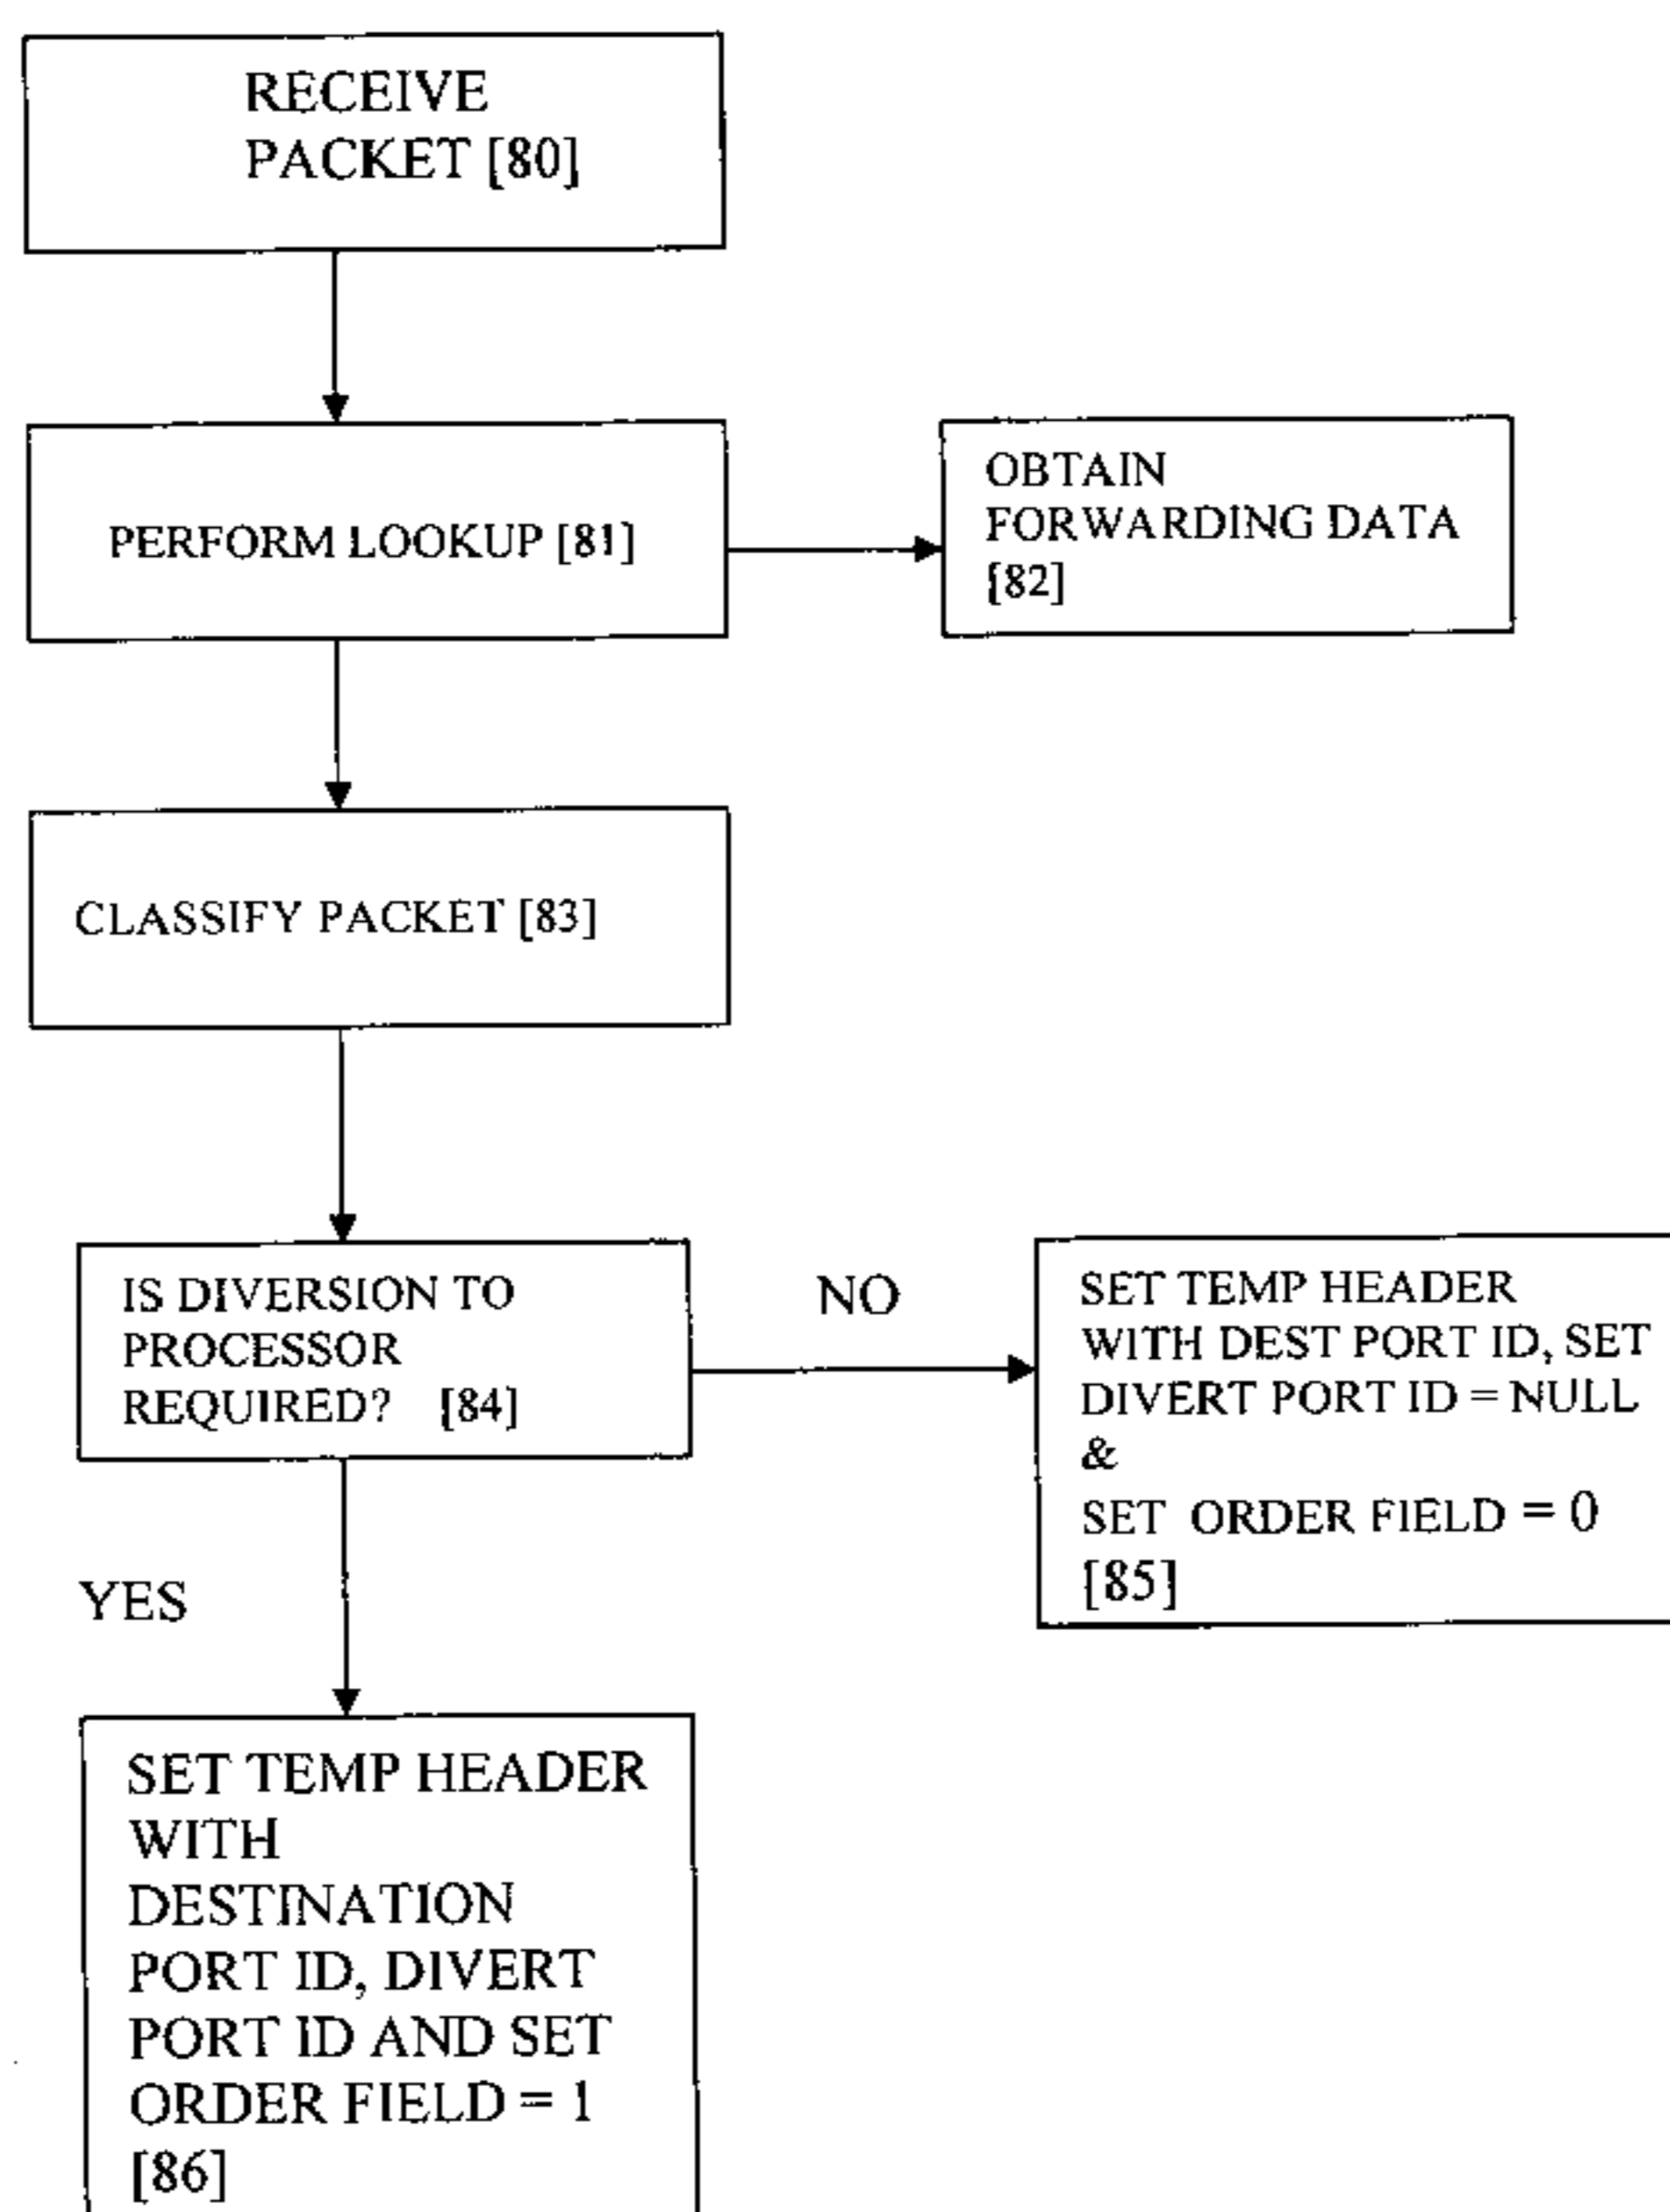 RECEIVE
PACKET [80]
PERFORM LOOKUP [81]
OBTAIN
FORWARDING DATA
[82]
CLASSIFY PACKET [83]
IS DIVERSION TO
PROCESSOR
REQUIRED? [84]
NO
SET TEMP HEADER
WITH DEST PORT ID, SET
DIVERT PORT ID = NULL
&
SET ORDER FIELD = 0
[85]
YES
SET TEMP HEADER
WITH
DESTINATION
PORT ID, DIVERT
PORT ID AND SET
ORDER FIELD = 1
[86]